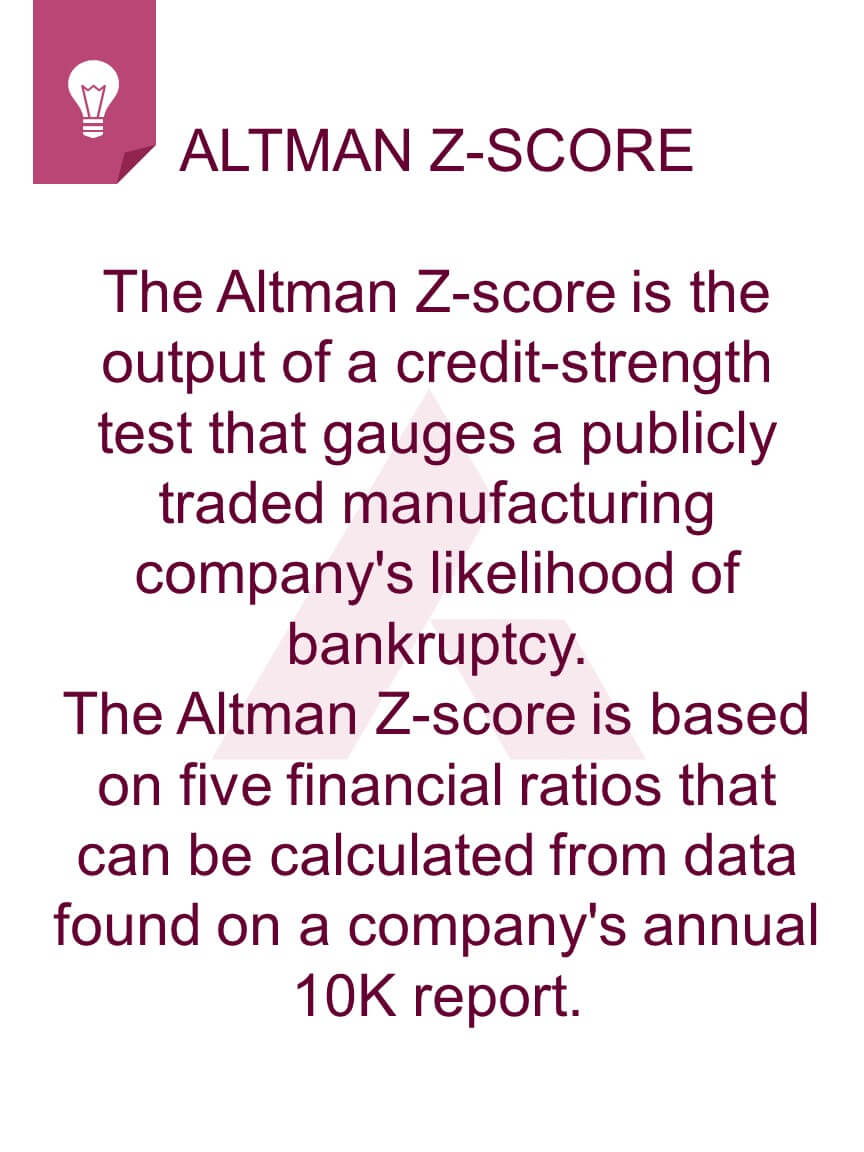 ALTMAN Z-SCORE
The Altman Z-score is the
output of a credit-strength
test that gauges a publicly
traded manufacturing
company's likelihood of
bankruptcy.
The Altman Z-score is based
on five financial ratios that
can be calculated from data
found on a company's annual
10K report.